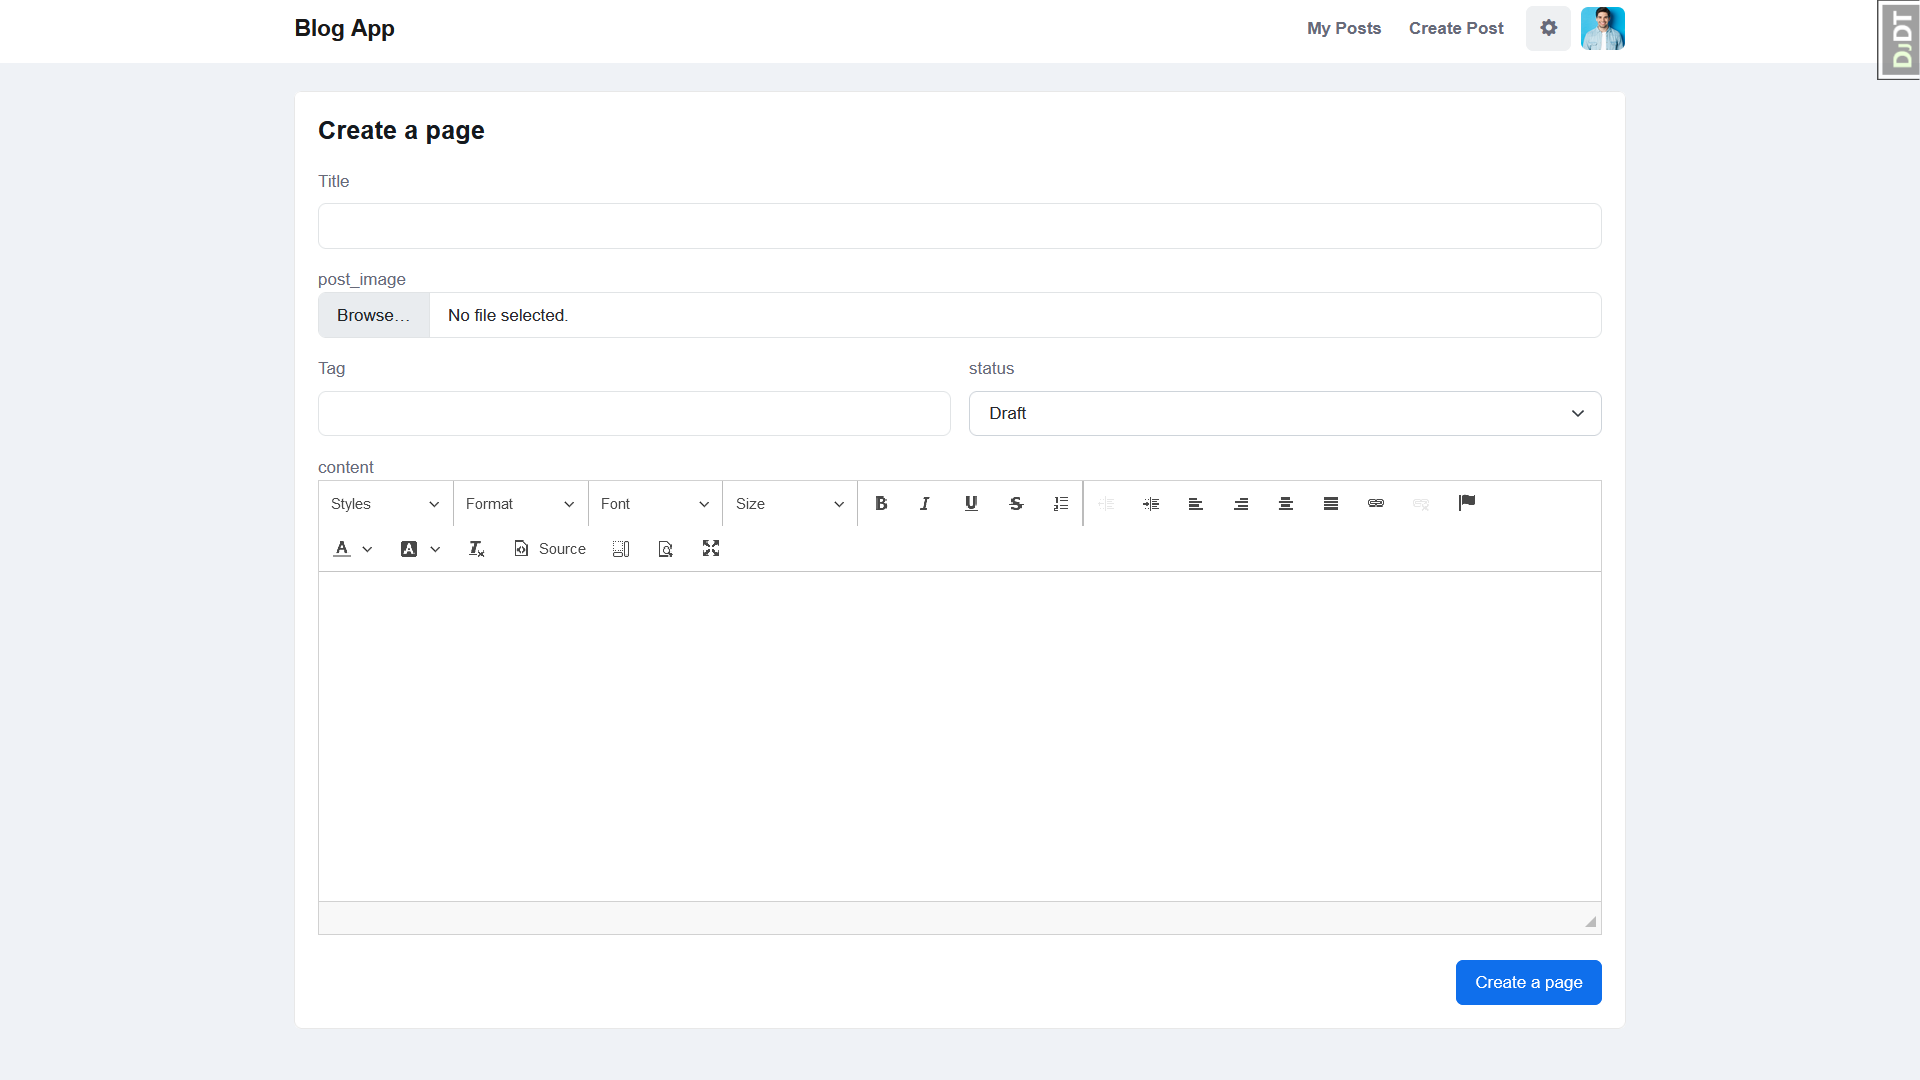 Blog App
My Posts
Create Post
DJDT
Create a page
Title
post_image
Browse…
No file selected.
Tag
status
Draft
content
Styles
Format
Font
Size
Source
Create a page